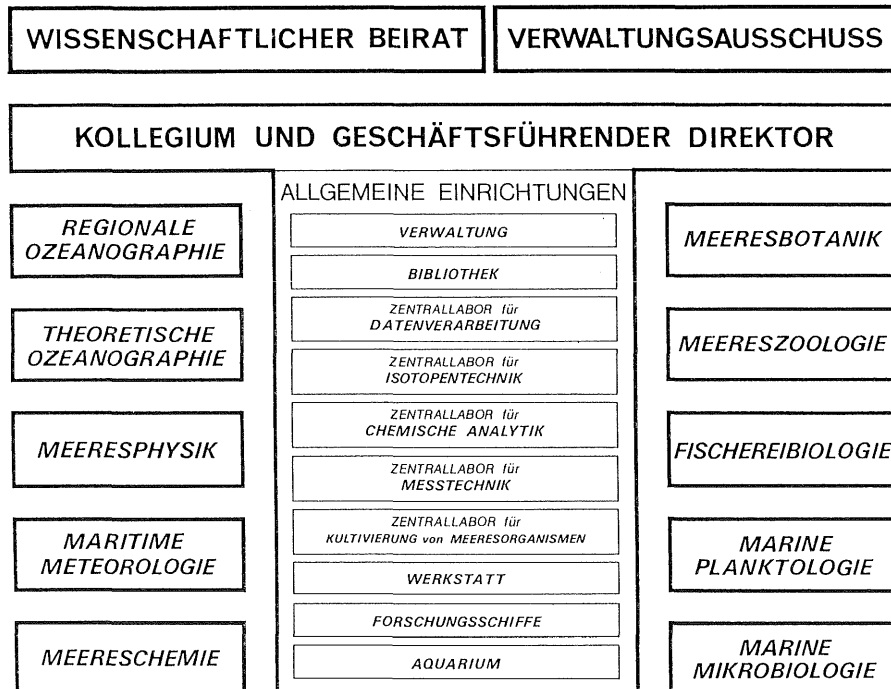 WISSENSCHAFTLICHER BEIRAT
VERWALTUNGSAUSSCHUSS
KOLLEGIUM UND GESCHÄFTSFÜHRENDER DIREKTOR
REGIONALE
OZEANOGRAPHIE
THEORETISCHE
OZEANOGRAPHIE
MEERESPHYSIK
MARITIME
METEOROLOGIE
MEERESCHEMIE
ALLGEMEINE EINRICHTUNGEN
VERWALTUNG
BIBLIOTHEK
ZENTRALLABOR für
DATENVERARBEITUNG
ZENTRALLABOR für
ISOTOPENTECHNIK
ZENTRALLABOR für
CHEMISCHE ANALYTIK
ZENTRALLABOR für
MESSTECHNIK
ZENTRALLABOR für
KULTIVIERUNG von MEERESORGANISMEN
WERKSTATT
FORSCHUNGSSCHIFFE
AQUARIUM
MEERESBOTANIK
MEERESZOOLOGIE
FISCHEREIBIOLOGIE
MARINE
PLANKTOLOGIE
MARINE
MIKROBIOLOGIE